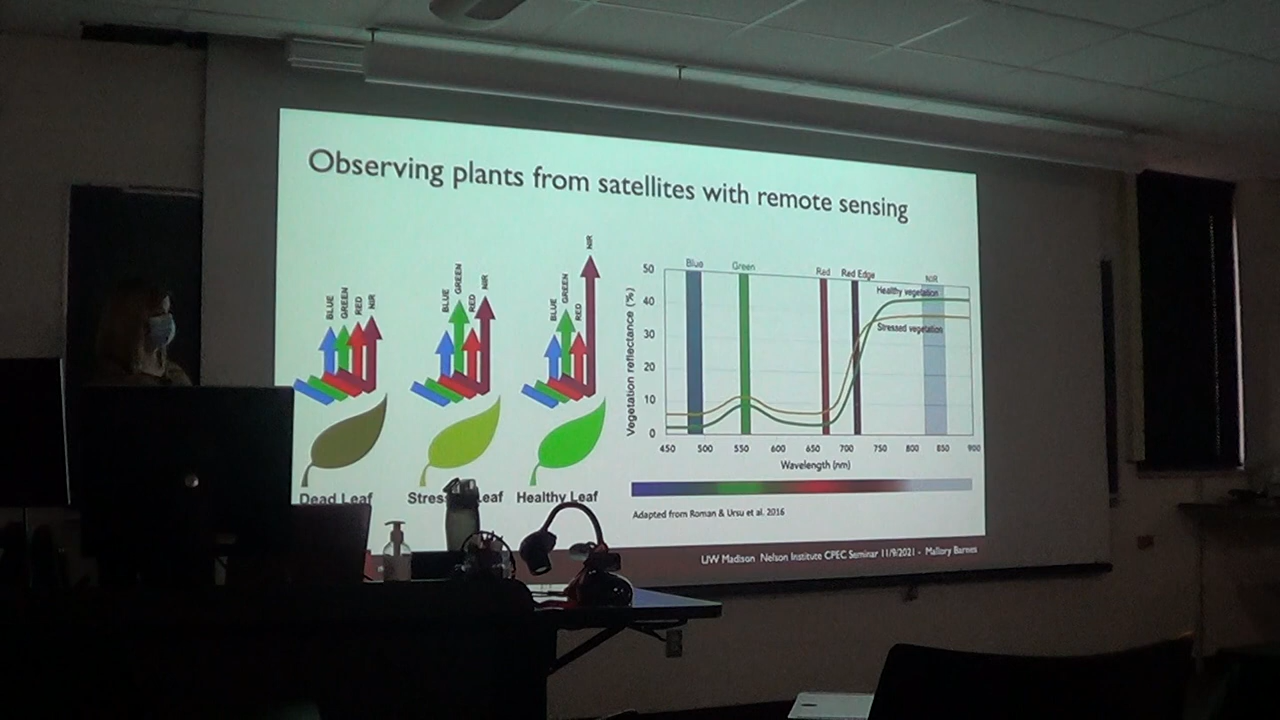 Observing plants from satellites with remote sensing
BLUE
GREEN
RED
NIR
BLUE
GREEN
RED
NIR
BLUE
GREEN
RED
NIR
Dead Leaf
Leaf
Healthy Leaf
Vegetation reflectance (%)
50
40
30
20
10
0
Blue
Green
Red
Red Edge
NIR
Healthy vegetation
Stressed vegetation
450 500 550 600 650 700 750 800 850 900
Wavelength (nm)
Adapted from Roman & Ursu et al. 2016
UW Madison Nelson Institute CPEC Seminar 11/9/2021 - Mallory Barnes